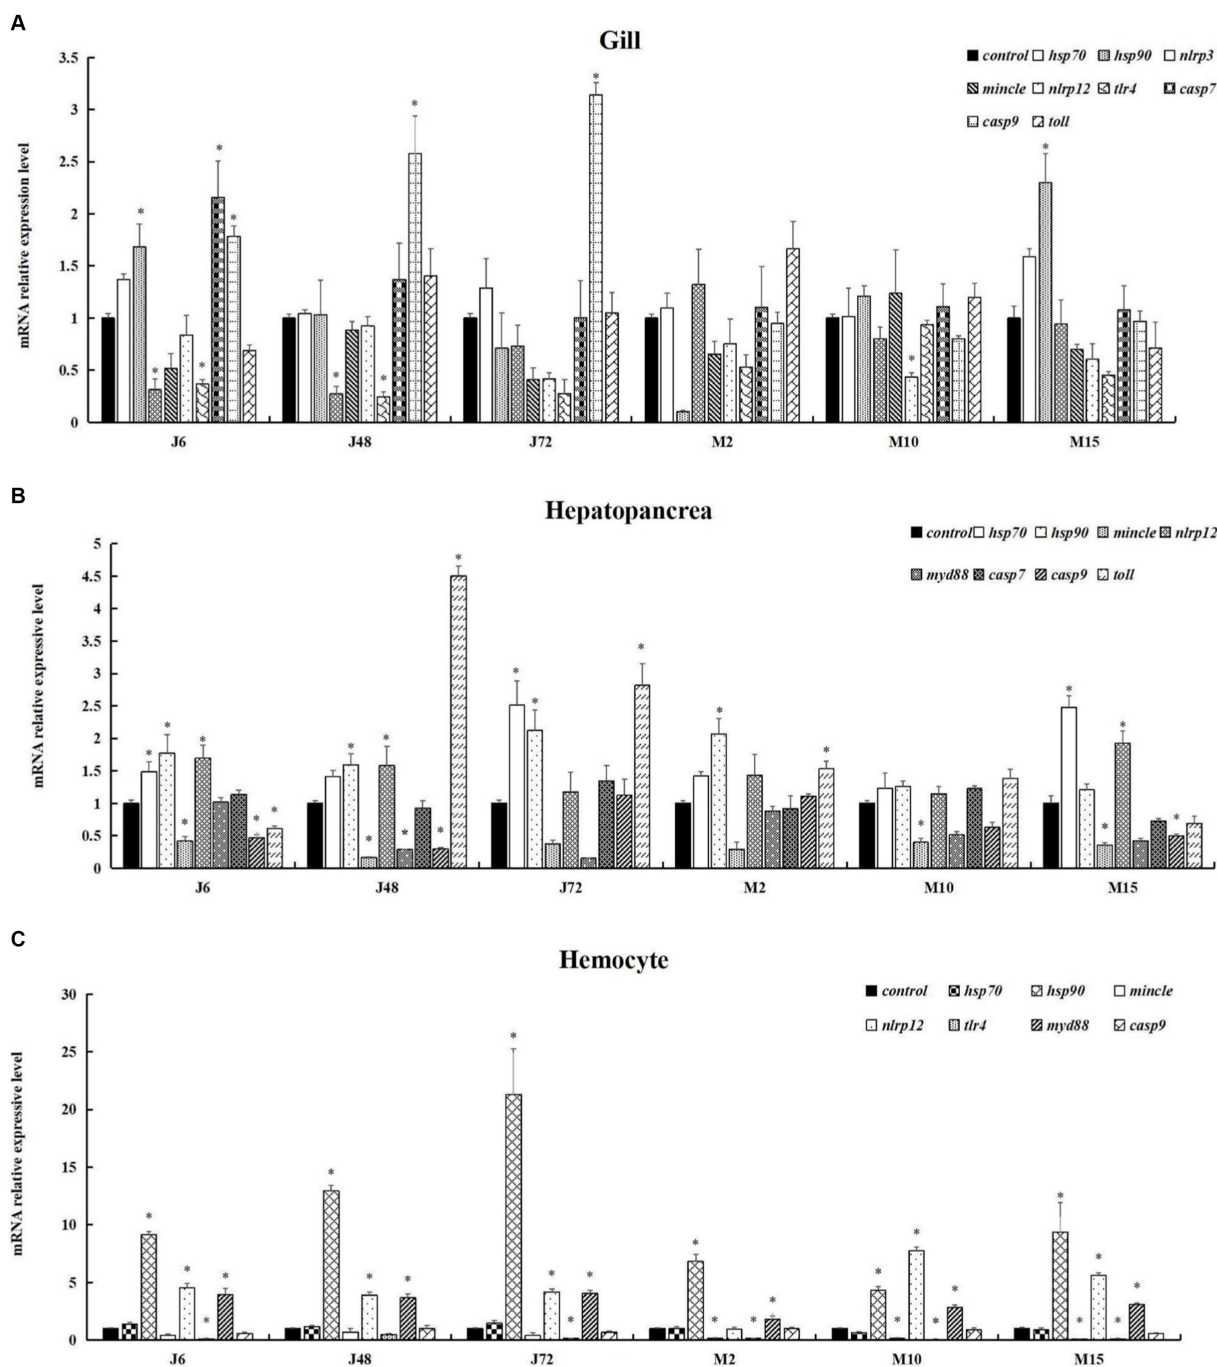 A
Gill
control hsp70 hsp90 nlrp3
mincle nlrp12 tlr4 casp7
casp9 toll
mRNA relative expression level
3.5
3
2.5
2
1.5
1
0.5
0
* * * * * * * * * * * *
J6 J48 J72 M2 M10 M15
B
Hepatopancrea
control hsp70 hsp90 mincle nlrp12
myd88 casp7 casp9 toll
mRNA relative expressive level
5
4.5
4
3.5
3
2.5
2
1.5
1
0.5
0
* * * * * * * * * * * * * * * * * * * * *
J6 J48 J72 M2 M10 M15
C
Hemocyte
control hsp70 hsp90 mincle
nlrp12 tlr4 myd88 casp9
mRNA relative expressive level
30
25
20
15
10
5
0
* * * * * * * * * * * * * * * * * * * * * * * * *
J6 J48 J72 M2 M10 M15